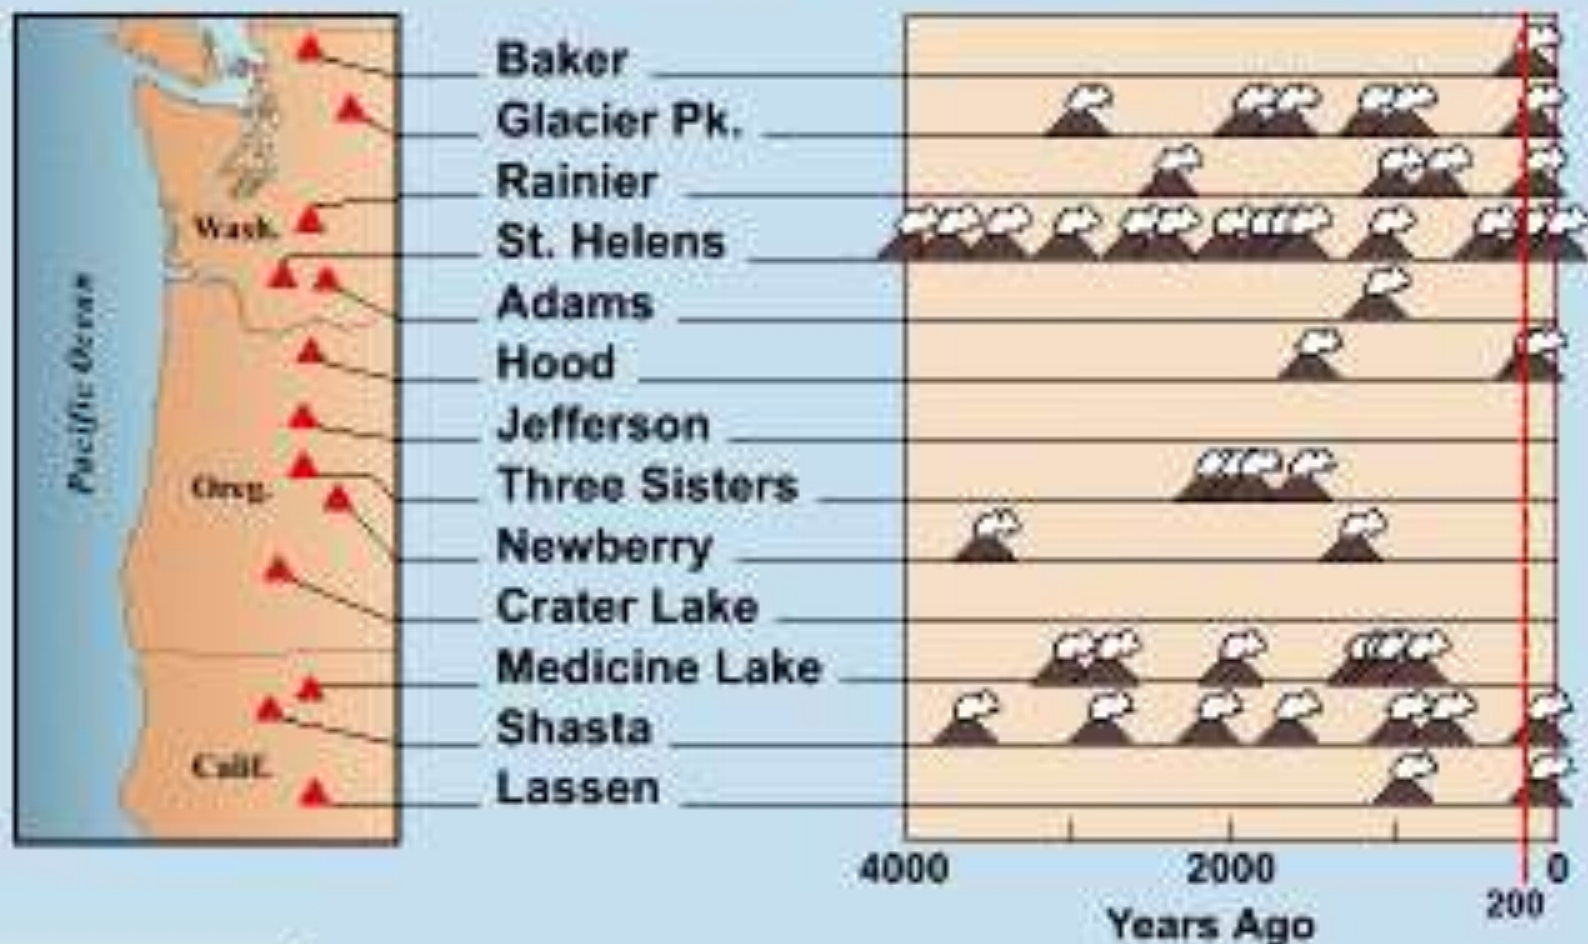 Baker
Glacier Pk.
Rainier
St. Helens
Adams
Hood
Jefferson
Three Sisters
Newberry
Crater Lake
Medicine Lake
Shasta
Lassen
Wash.
Oreg.
Calif.
Pacific Ocean
4000 2000 0
200
Years Ago